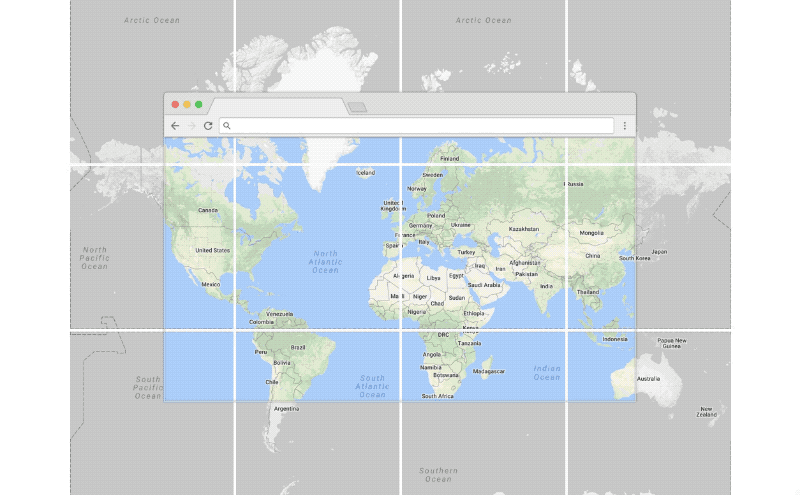 Arctic Ocean
Arctic Ocean
Finland
Iceland
Sweden
Norway
Russia
United
Kingdom
Canada
Poland
Germany
Ukraine
Kazakhstan
Mongolia
France
Italy
Spain
United States
North
Pacific
Ocean
North
Atlantic
Ocean
Turkey
China
Japan
South Korea
Iraq
Iran
Afghanistan
Pakistan
Algeria
Libya
Egypt
Saudi Arabia
Mexico
India
Thailand
Mali
Niger
Chad
Sudan
Nigeria
Ethiopia
Venezuela
Colombia
Kenya
DRC
Tanzania
Indonesia
Papua New
Guinea
Peru
Brazil
Bolivia
Angola
Namibia
Botswana
Madagascar
Indian
Ocean
Australia
South
Pacific
Ocean
Chile
South
Atlantic
Ocean
South Africa
Argentina
New
Zealand
Southern
Ocean